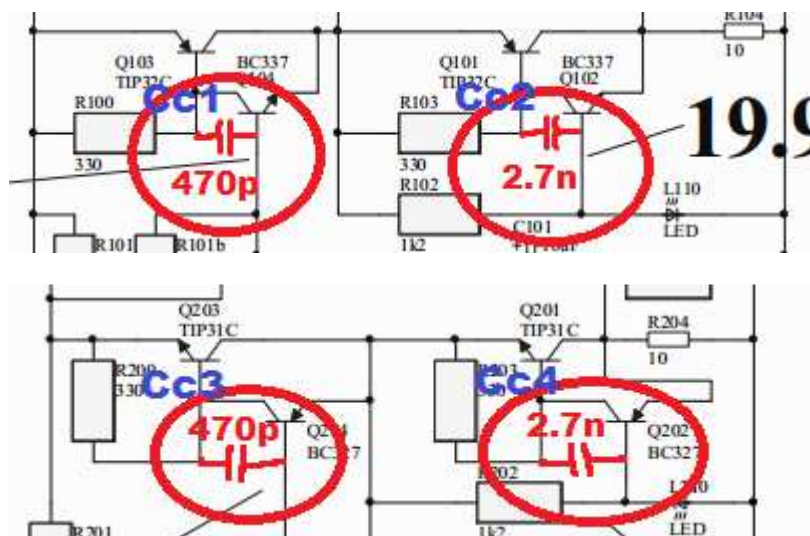 R104
10
Q103
TIP32C
BC337
Q104
Q101
TIP32C
BC337
Q102
Cc1
Cc2
R100
330
R103
330
470p
2.7n
19.9
R102
1k2
L110
LED
C101
R101
R101b
Q203
TIP31C
Q201
TIP31C
R204
10
330
Cc3
Cc4
470p
2.7n
BC327
Q202
BC327
1k2
LED
R201